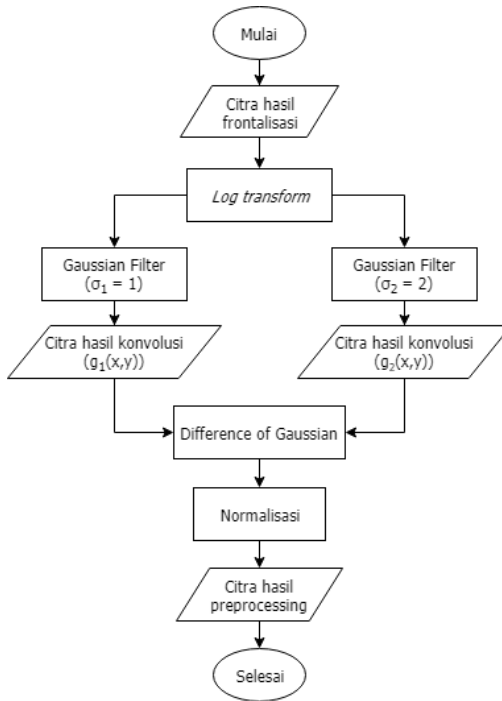 Mulai
Citra hasil
frontalisasi
Log transform
Gaussian Filter
(σ₁ = 1)
Gaussian Filter
(σ₂ = 2)
Citra hasil konvolusi
(g₁(x,y))
Citra hasil konvolusi
(g₂(x,y))
Difference of Gaussian
Normalisasi
Citra hasil
preprocessing
Selesai